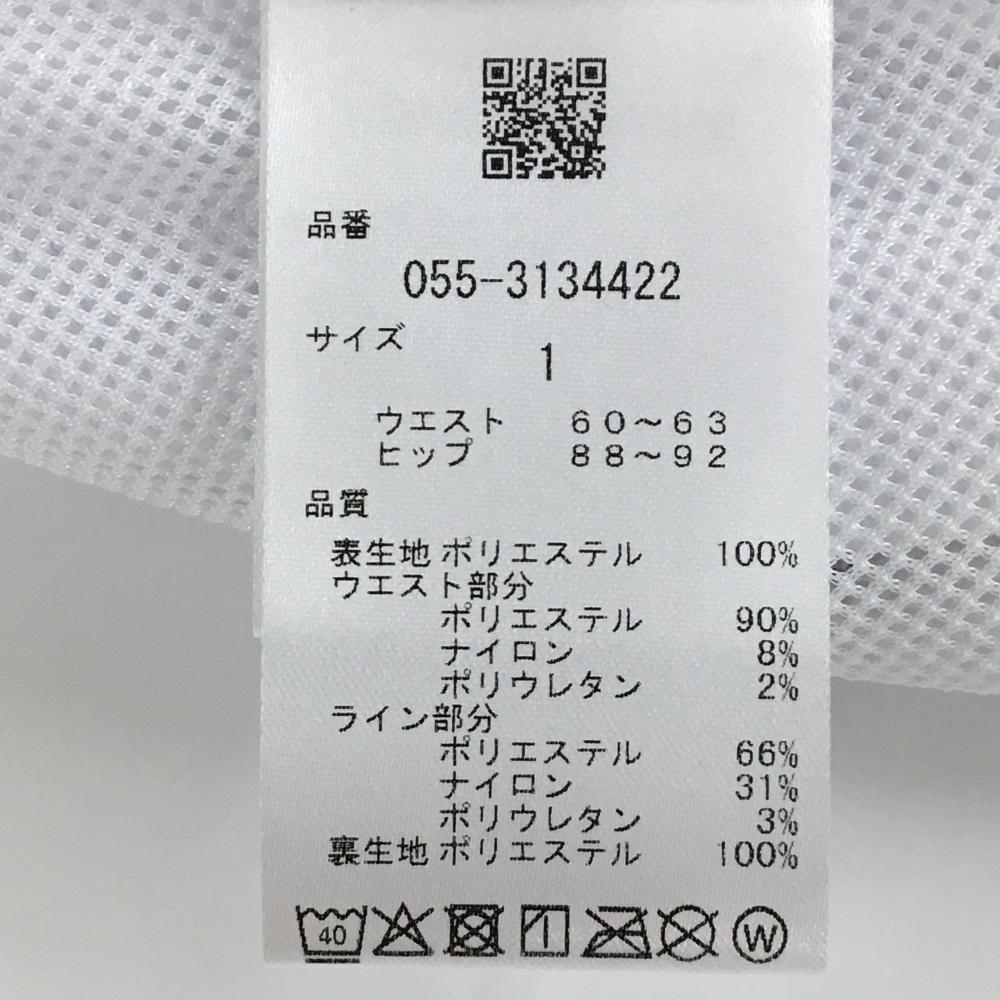 品番
055-3134422
サイズ
1
ウエスト 60~63
ヒップ 88~92
品質
表生地 ポリエステル 100%
ウエスト部分
ポリエステル 90%
ナイロン 8%
ポリウレタン 2%
ライン部分
ポリエステル 66%
ナイロン 31%
ポリウレタン 3%
裏生地 ポリエステル 100%
40 W